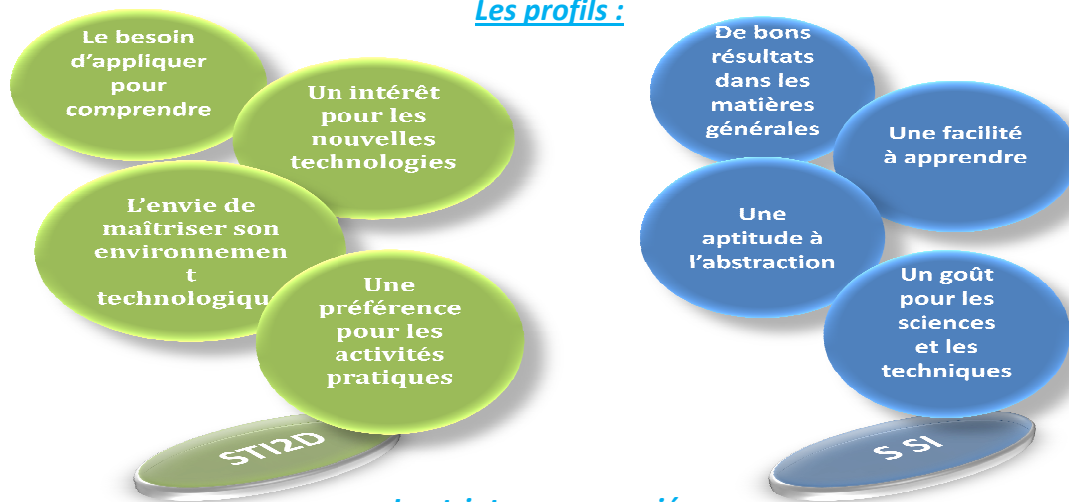 Les profils :
Le besoin
d'appliquer
pour
comprendre
Un intérêt
pour les
nouvelles
technologies
L'envie de
maîtriser son
environnemen
t
technologiqu
Une
préférence
pour les
activités
pratiques
STI2D
De bons
résultats
dans les
matières
générales
Une facilité
à apprendre
Une
aptitude à
l'abstraction
Un goût
pour les
sciences
et les
techniques
S SI